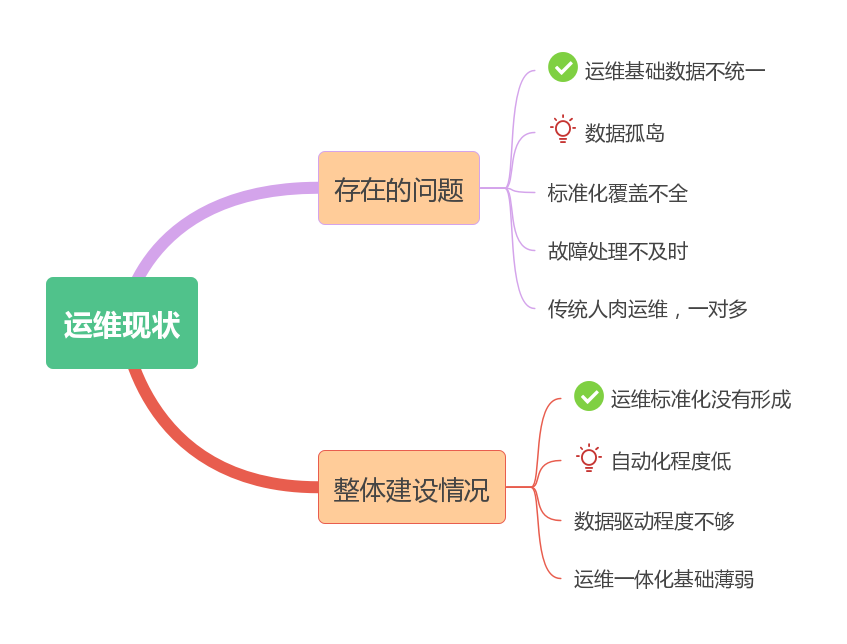 运维现状
存在的问题
运维基础数据不统一
数据孤岛
标准化覆盖不全
故障处理不及时
传统人肉运维，一对多
整体建设情况
运维标准化没有形成
自动化程度低
数据驱动程度不够
运维一体化基础薄弱